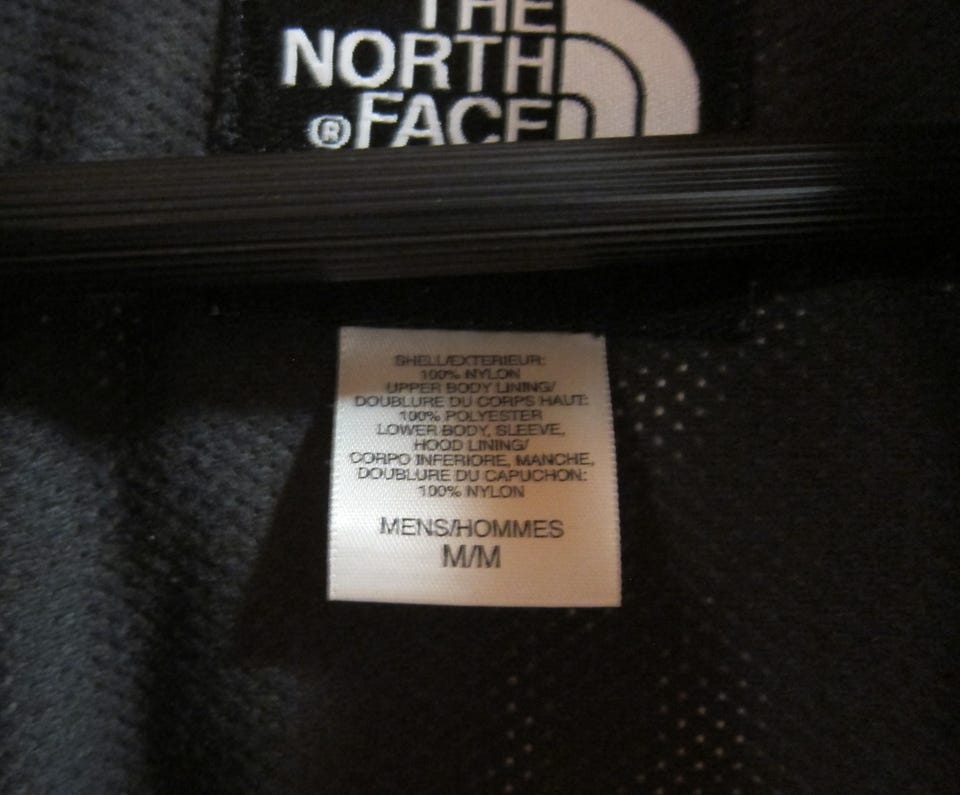 THE
NORTH
®FACE
SHELL/EXTERIEUR:
100% NYLON
UPPER BODY LINING/
DOUBLURE DU CORPS HAUT:
100% POLYESTER
LOWER BODY, SLEEVE,
HOOD LINING/
CORPO INFERIORE, MANCHE,
DOUBLURE DU CAPUCHON:
100% NYLON
MENS/HOMMES
M/M